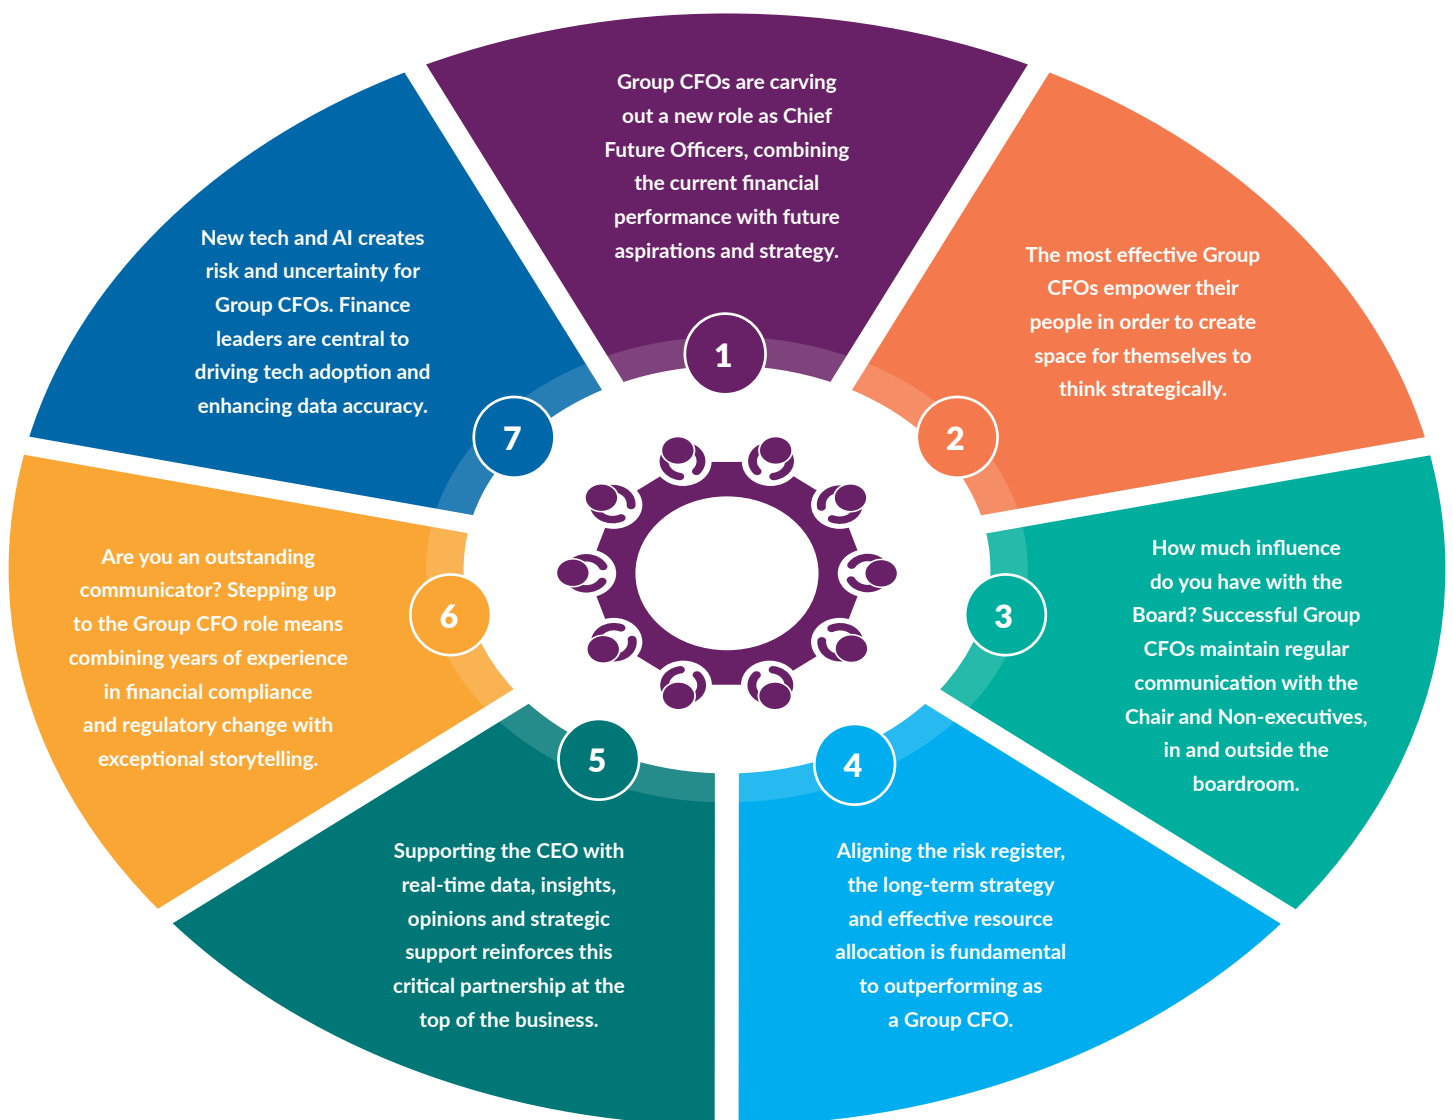 Group CFOs are carving
out a new role as Chief
Future Officers, combining
the current financial
performance with future
aspirations and strategy.
1
The most effective Group
CFOs empower their
people in order to create
space for themselves to
think strategically.
2
How much influence
do you have with the
Board? Successful Group
CFOs maintain regular
communication with the
Chair and Non-executives,
in and outside the
boardroom.
3
Aligning the risk register,
the long-term strategy
and effective resource
allocation is fundamental
to outperforming as
a Group CFO.
4
Supporting the CEO with
real-time data, insights,
opinions and strategic
support reinforces this
critical partnership at the
top of the business.
5
Are you an outstanding
communicator? Stepping up
to the Group CFO role means
combining years of experience
in financial compliance
and regulatory change with
exceptional storytelling.
6
New tech and AI creates
risk and uncertainty for
Group CFOs. Finance
leaders are central to
driving tech adoption and
enhancing data accuracy.
7